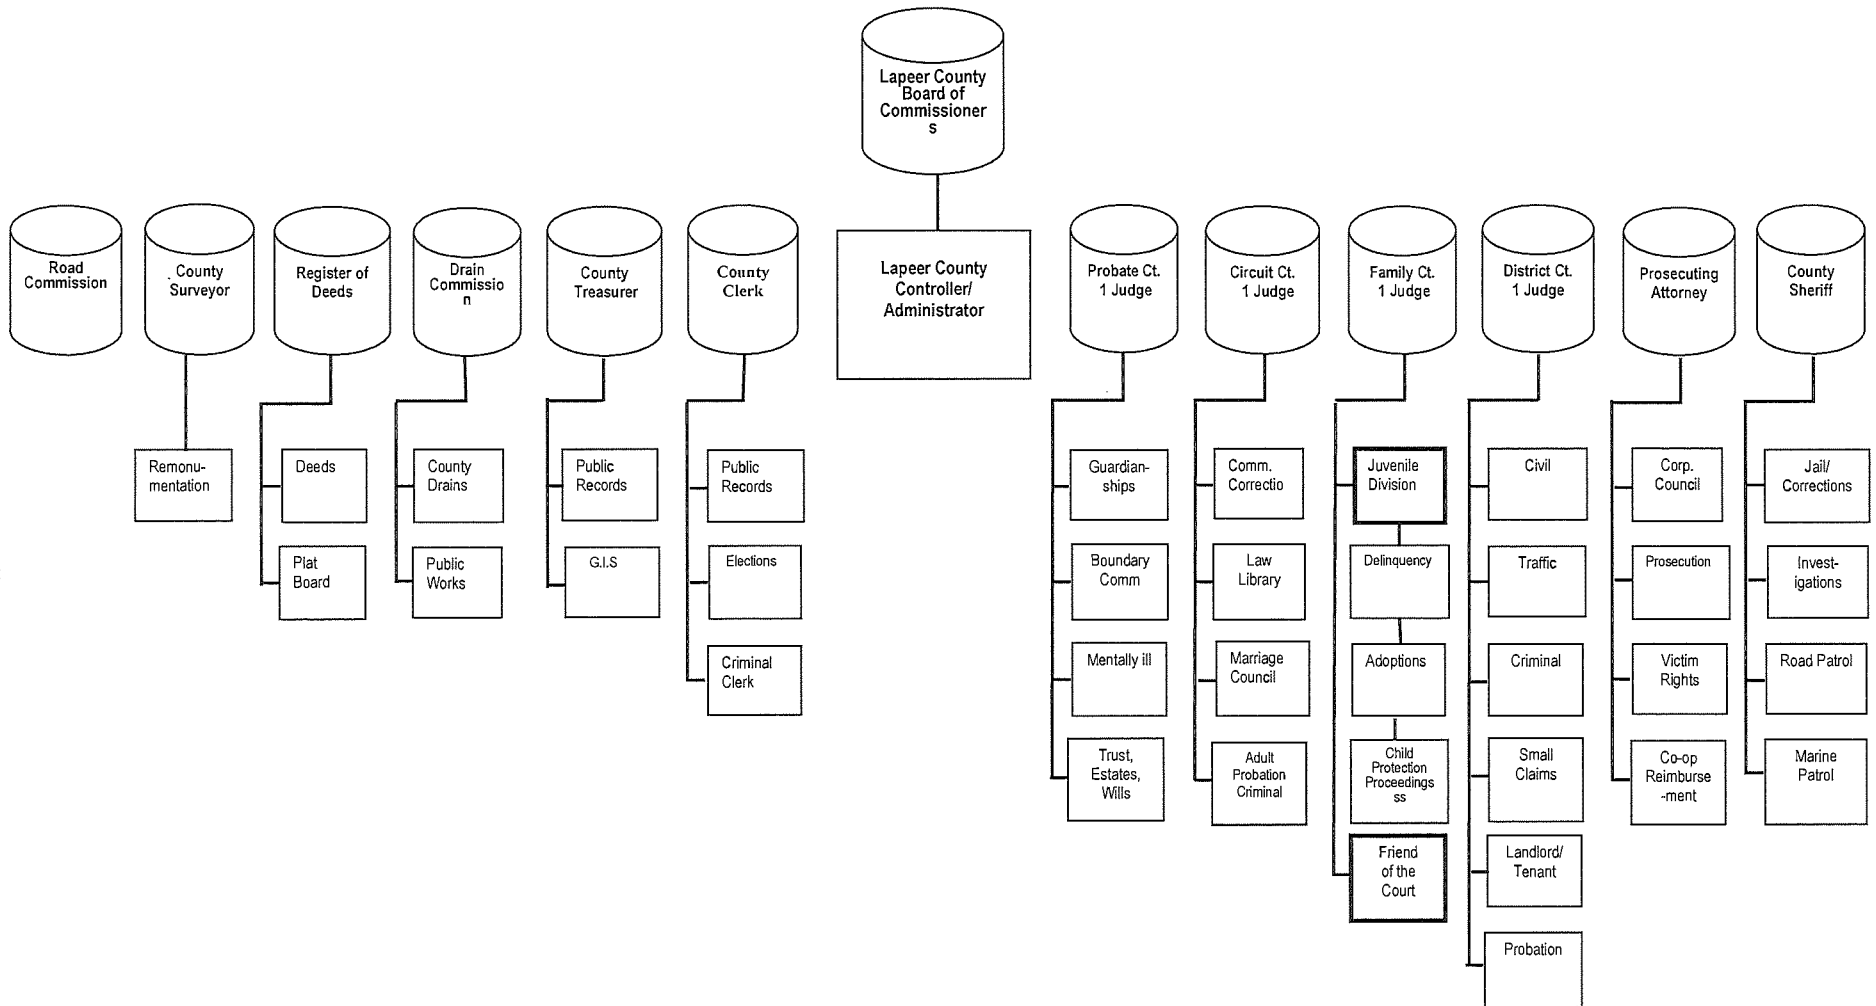 Lapeer County
Board of
Commissioner
s
Road
Commission
County
Surveyor
Register of
Deeds
Drain
Commissio
n
County
Treasurer
County
Clerk
Lapeer County
Controller/
Administrator
Probate Ct.
1 Judge
Circuit Ct.
1 Judge
Family Ct.
1 Judge
District Ct.
1 Judge
Prosecuting
Attorney
County
Sheriff
Remonu-
mentation
Deeds
Plat
Board
County
Drains
Public
Works
Public
Records
G.I.S
Public
Records
Elections
Criminal
Clerk
Guardian-
ships
Boundary
Comm
Mentally ill
Trust,
Estates,
Wills
Comm.
Correctio
Law
Library
Marriage
Council
Adult
Probation
Criminal
Juvenile
Division
Delinquency
Adoptions
Child
Protection
Proceedings
ss
Friend
of the
Court
Civil
Traffic
Criminal
Small
Claims
Landlord/
Tenant
Probation
Corp.
Council
Prosecution
Victim
Rights
Co-op
Reimburse
-ment
Jail/
Corrections
Invest-
igations
Road Patrol
Marine
Patrol